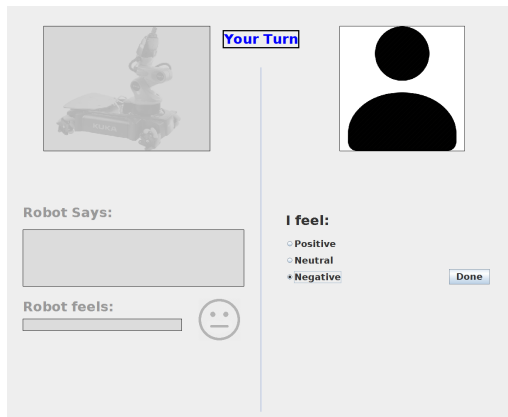 Your Turn
Robot Says:
Robot feels:
I feel:
Positive
Neutral
Negative
Done